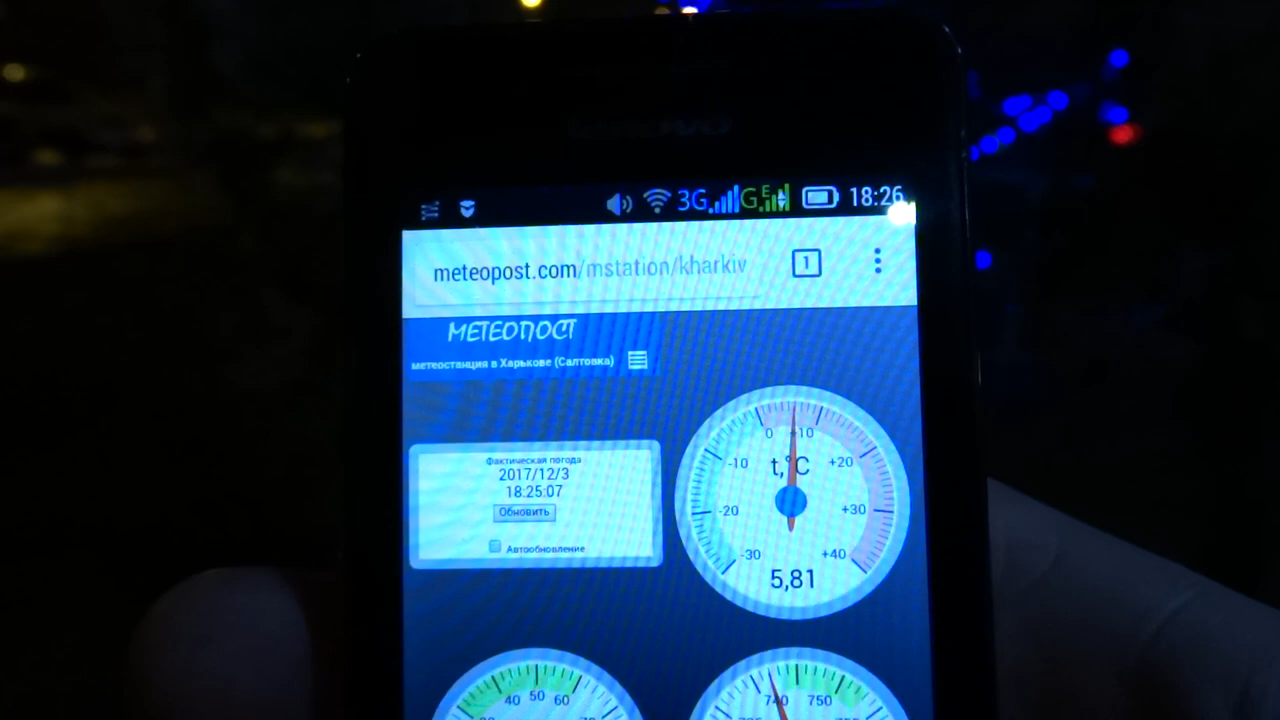 3G G E 18:26
meteopost.com/mstation/kharkiv 1
МЕТЕОПОСТ
метеостанция в Харькове (Салтовка)
Фактическая погода
2017/12/3
18:25:07
Обновить
Автообновление
0 +10
-10 t,°C +20
-20 +30
-30 +40
5,81
40 50 60
740 750